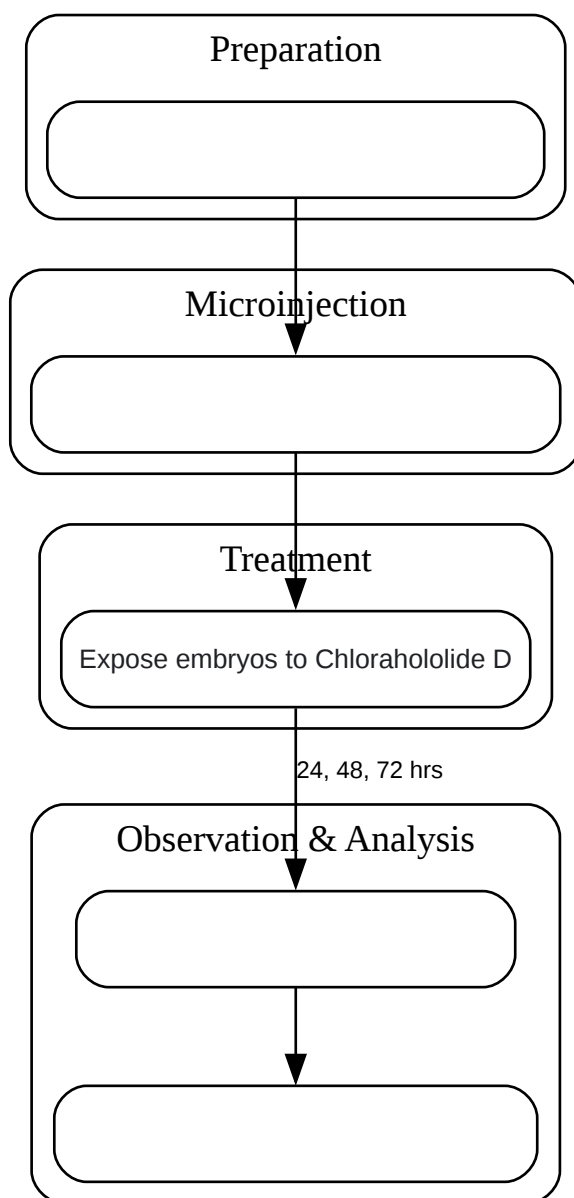 Preparation
Microinjection
Treatment
Expose embryos to Chlorahololide D
24, 48, 72 hrs
Observation & Analysis